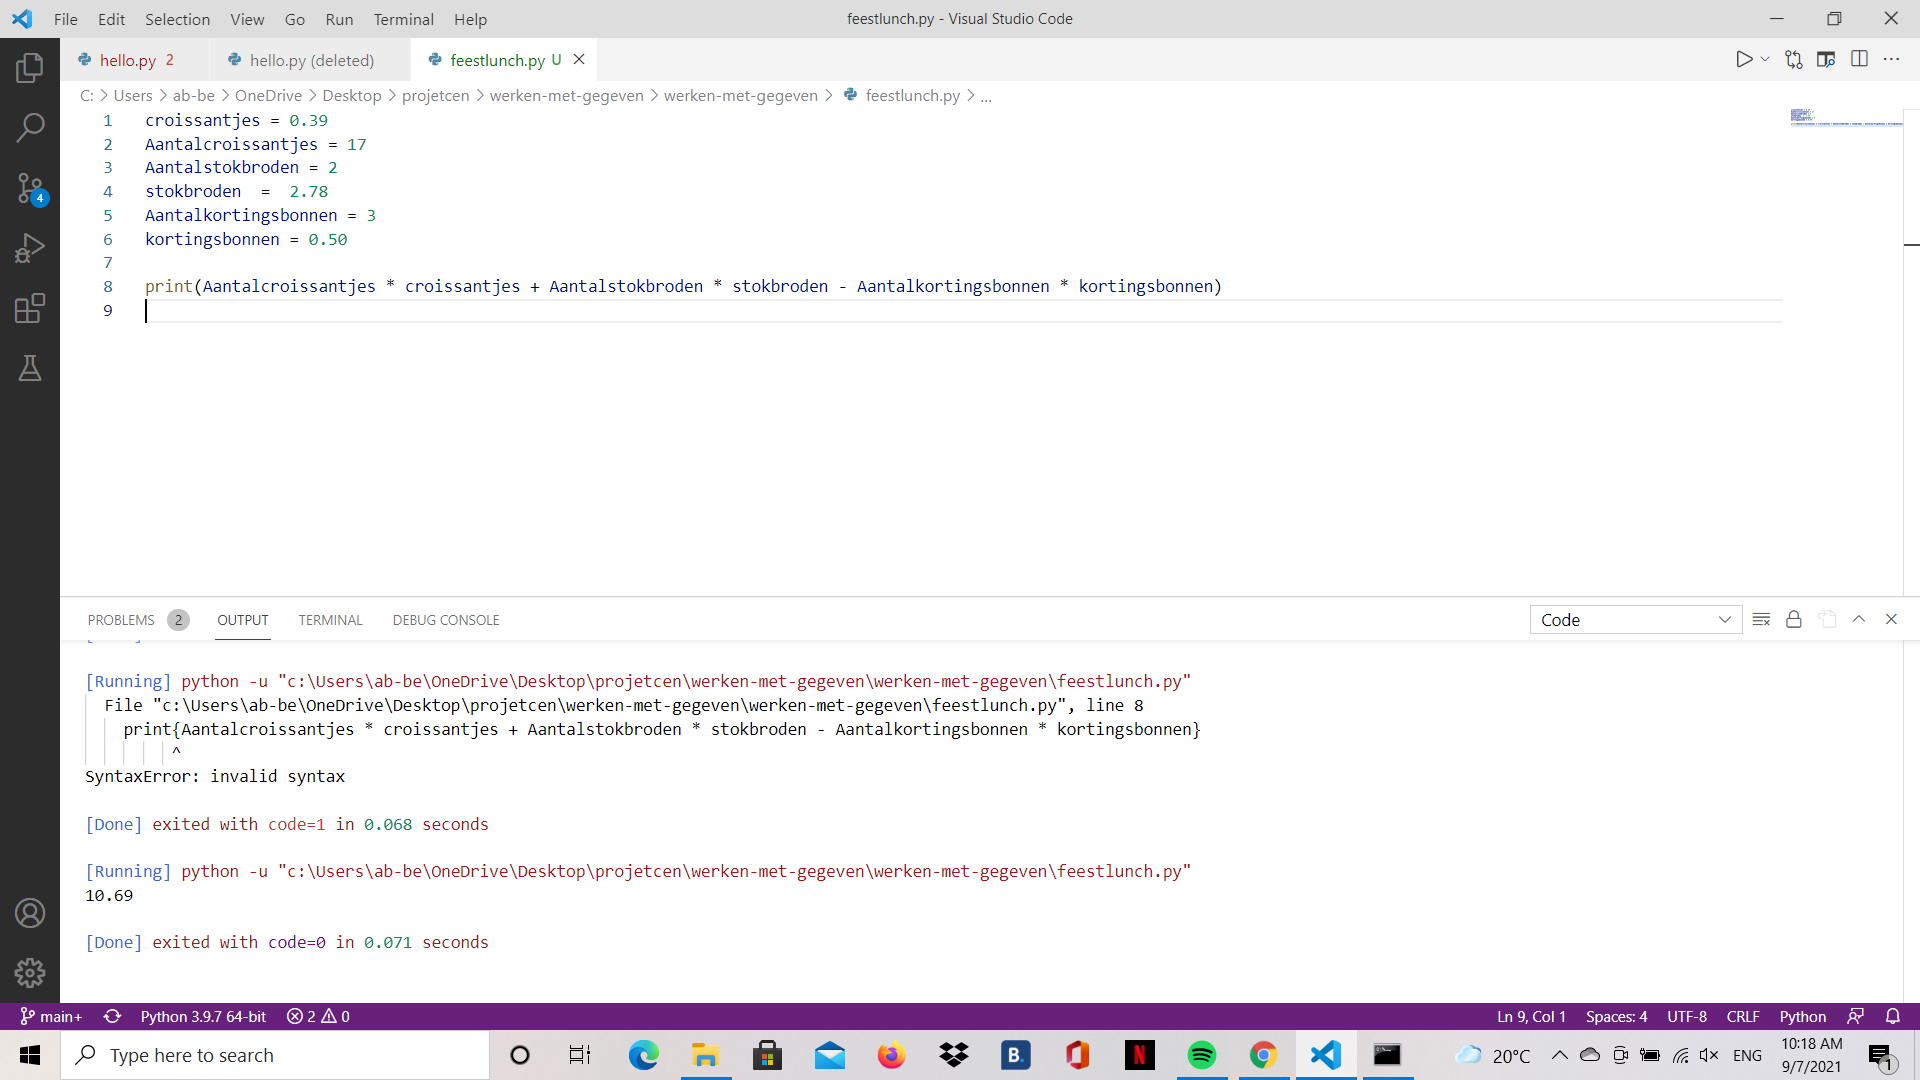 File Edit Selection View Go Run Terminal Help
feestlunch.py - Visual Studio Code
hello.py 2
hello.py (deleted)
feestlunch.py U
C: > Users > ab-be > OneDrive > Desktop > projetcen > werken-met-gegeven > werken-met-gegeven > feestlunch.py > ...
1 croissantjes = 0.39
2 Aantalcroissantjes = 17
3 Aantalstokbroden = 2
4 stokbroden  =  2.78
5 Aantalkortingsbonnen = 3
6 kortingsbonnen = 0.50
7
8 print(Aantalcroissantjes * croissantjes + Aantalstokbroden * stokbroden - Aantalkortingsbonnen * kortingsbonnen)
9
4
PROBLEMS 2 OUTPUT TERMINAL DEBUG CONSOLE
Code
[Running] python -u "c:\Users\ab-be\OneDrive\Desktop\projetcen\werken-met-gegeven\werken-met-gegeven\feestlunch.py"
File "c:\Users\ab-be\OneDrive\Desktop\projetcen\werken-met-gegeven\werken-met-gegeven\feestlunch.py", line 8
print{Aantalcroissantjes * croissantjes + Aantalstokbroden * stokbroden - Aantalkortingsbonnen * kortingsbonnen}
^
SyntaxError: invalid syntax
[Done] exited with code=1 in 0.068 seconds
[Running] python -u "c:\Users\ab-be\OneDrive\Desktop\projetcen\werken-met-gegeven\werken-met-gegeven\feestlunch.py"
10.69
[Done] exited with code=0 in 0.071 seconds
main+ Python 3.9.7 64-bit 2 0
Ln 9, Col 1 Spaces: 4 UTF-8 CRLF Python
Type here to search
B.
N
20°C
ENG
10:18 AM
9/7/2021
1